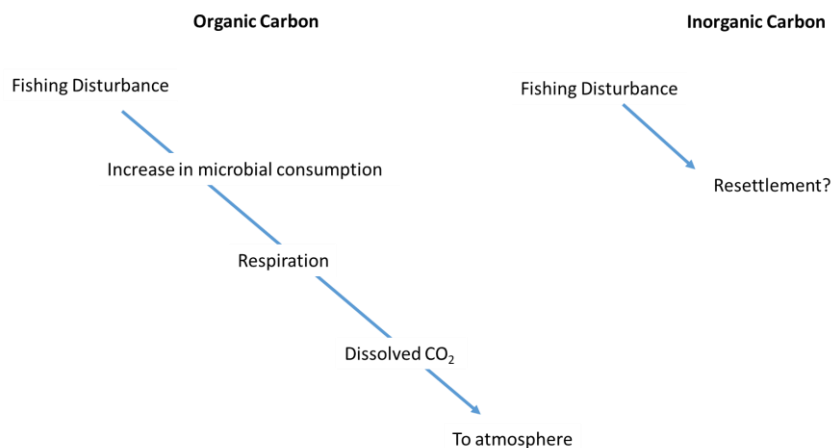 Organic Carbon
Fishing Disturbance
Increase in microbial consumption
Respiration
Dissolved CO₂
To atmosphere
Inorganic Carbon
Fishing Disturbance
Resettlement?